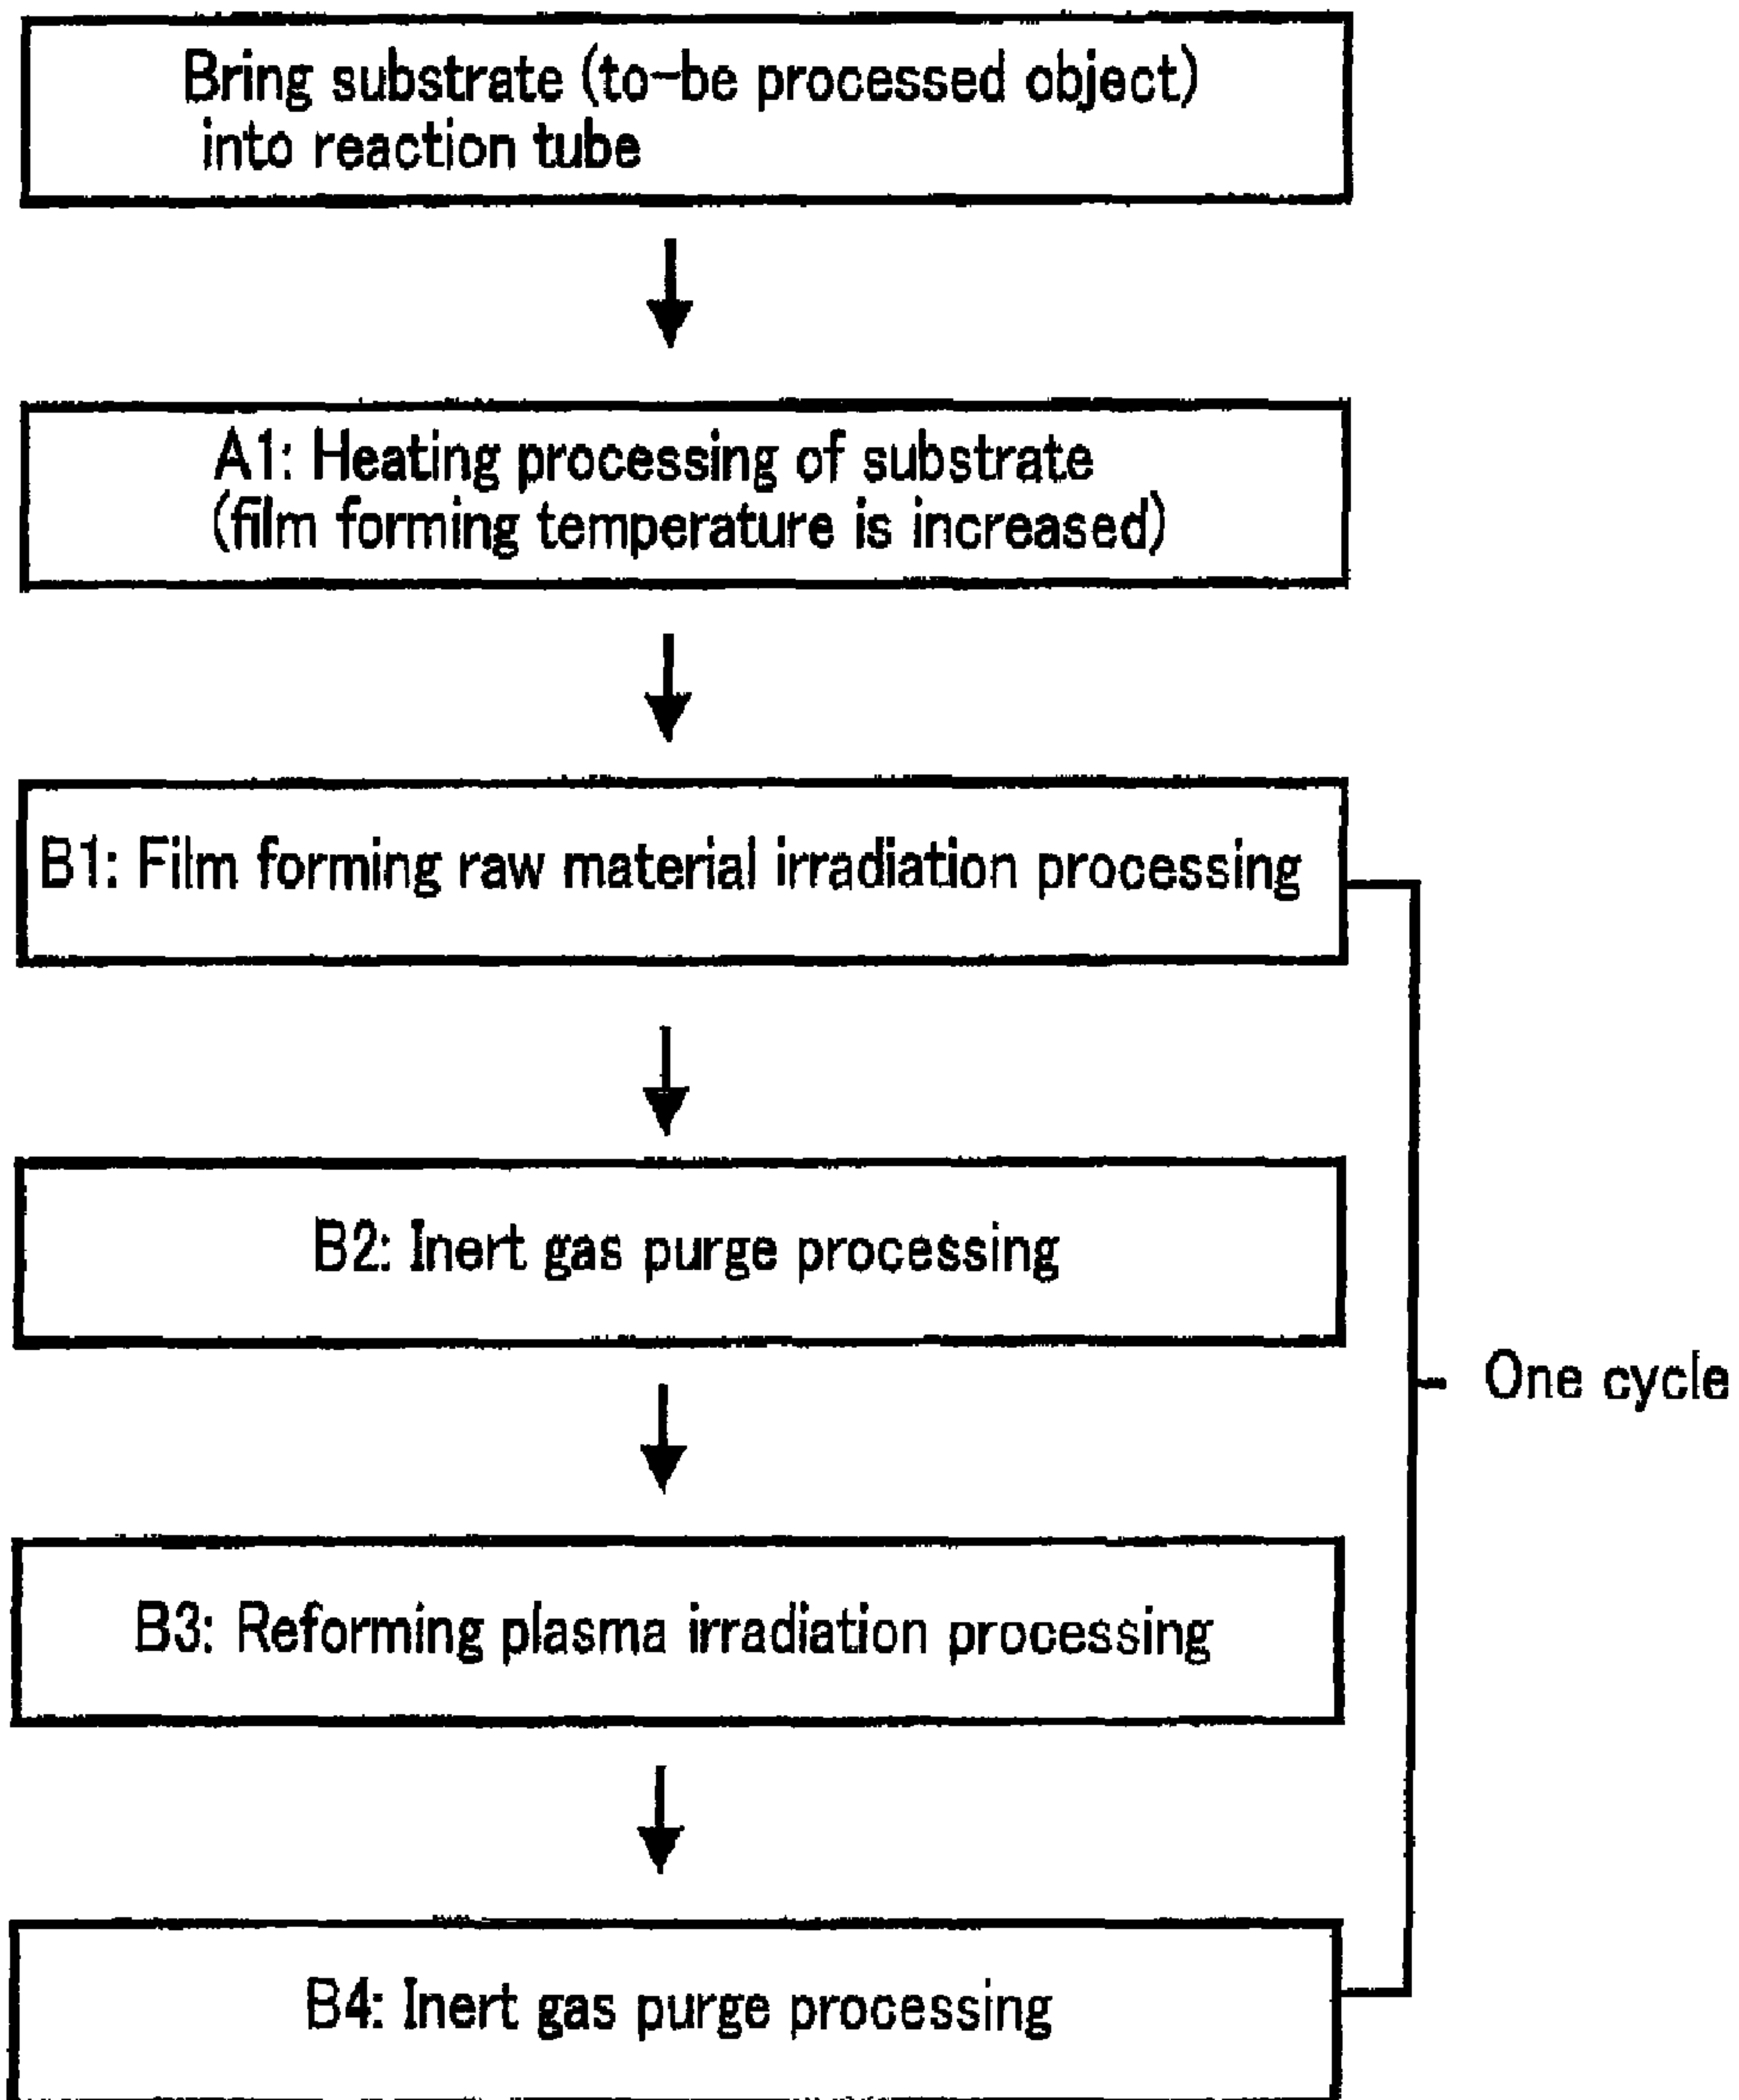 Bring substrate (to-be processed object)
into reaction tube
A1: Heating processing of substrate
(film forming temperature is increased)
B1: Film forming raw material irradiation processing
B2: Inert gas purge processing
One cycle
B3: Reforming plasma irradiation processing
B4: Inert gas purge processing